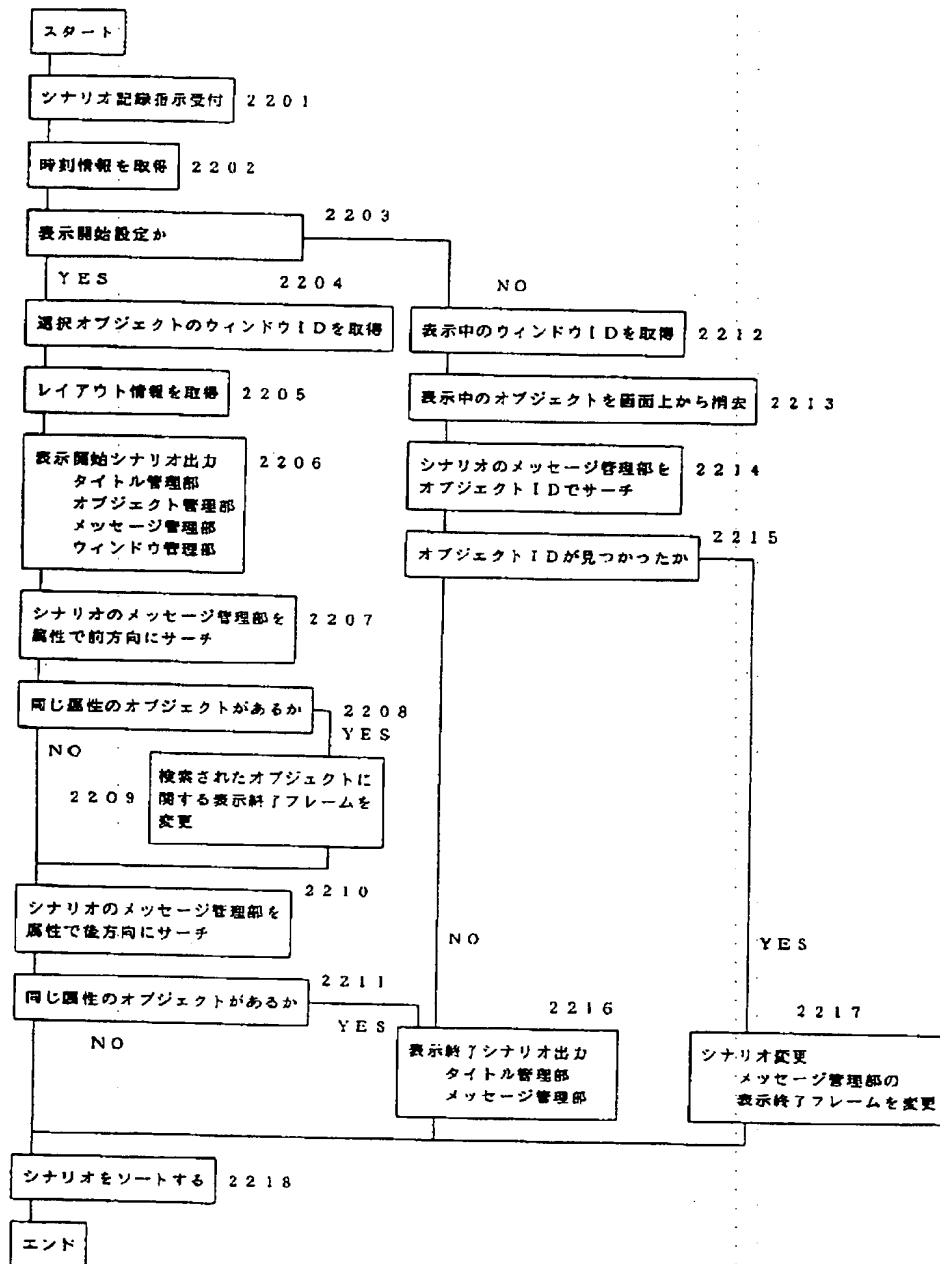 スタート
シナリオ記録指示受付 2201
時刻情報を取得 2202
2203
表示開始設定か
YES
2204
NO
選択オブジェクトのウィンドウIDを取得
表示中のウィンドウIDを取得 2212
レイアウト情報を取得 2205
表示中のオブジェクトを画面上から消去 2213
表示開始シナリオ出力 2206
タイトル管理部
オブジェクト管理部
メッセージ管理部
ウィンドウ管理部
シナリオのメッセージ管理部を
オブジェクトIDでサーチ
2214
2215
オブジェクトIDが見つかったか
シナリオのメッセージ管理部を
属性で前方向にサーチ
2207
同じ属性のオブジェクトがあるか
2208
YES
NO
2209
検索されたオブジェクトに
関する表示終了フレームを
変更
2210
シナリオのメッセージ管理部を
属性で後方向にサーチ
NO
YES
2211
同じ属性のオブジェクトがあるか
YES
NO
2216
表示終了シナリオ出力
タイトル管理部
メッセージ管理部
2217
シナリオ変更
メッセージ管理部の
表示終了フレームを変更
シナリオをソートする 2218
エンド